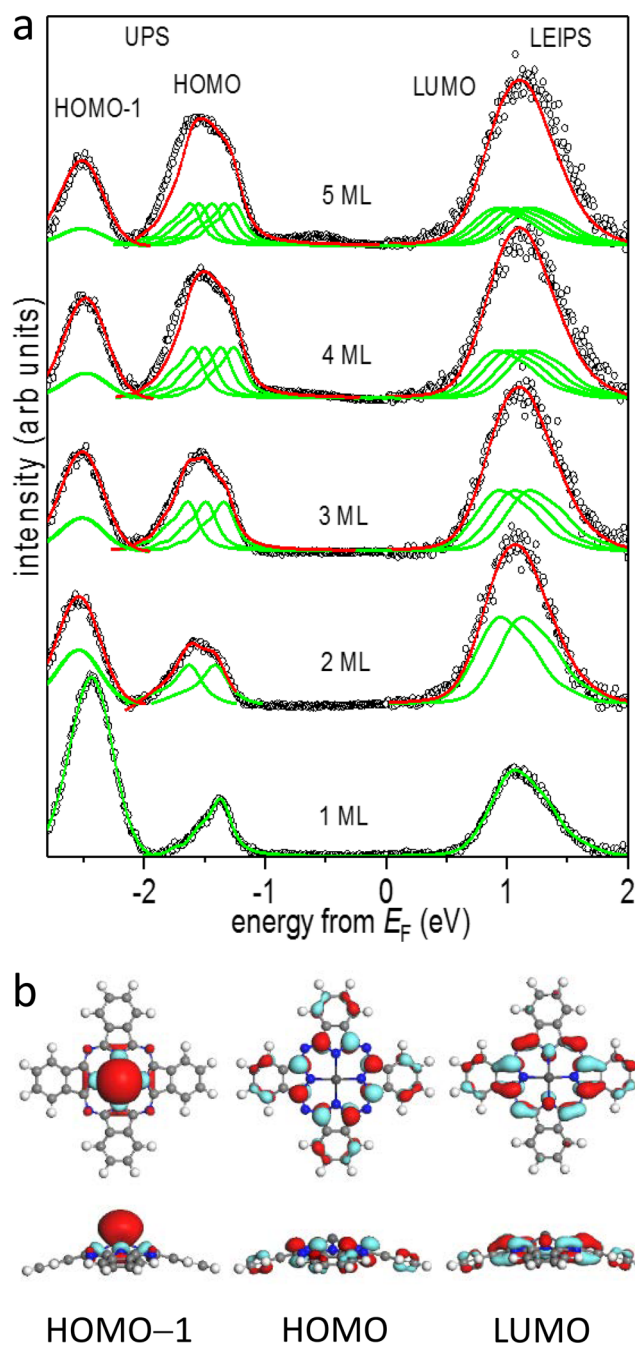 a
UPS
LEIPS
HOMO-1
HOMO
LUMO
5 ML
4 ML
3 ML
2 ML
1 ML
intensity (arb units)
-2
-1
0
1
2
energy from E_F (eV)
b
HOMO−1
HOMO
LUMO